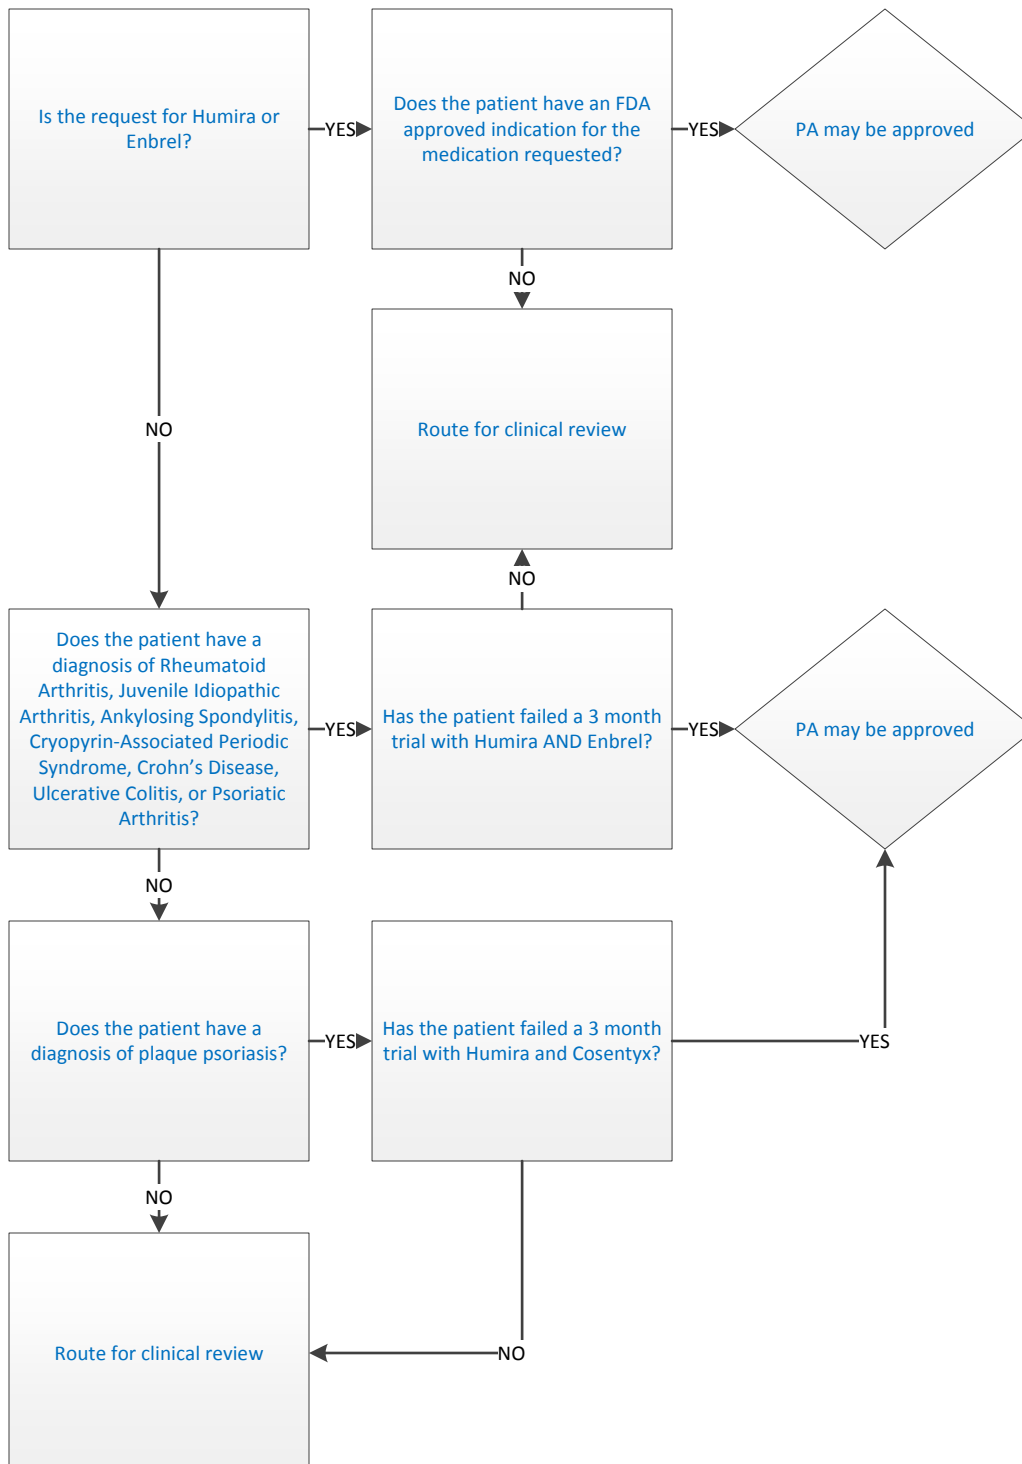 Is the request for Humira or
Enbrel?
YES
Does the patient have an FDA
approved indication for the
medication requested?
YES
PA may be approved
NO
Route for clinical review
NO
NO
Does the patient have a
diagnosis of Rheumatoid
Arthritis, Juvenile Idiopathic
Arthritis, Ankylosing Spondylitis,
Cryopyrin-Associated Periodic
Syndrome, Crohn’s Disease,
Ulcerative Colitis, or Psoriatic
Arthritis?
YES
Has the patient failed a 3 month
trial with Humira AND Enbrel?
YES
PA may be approved
NO
Does the patient have a
diagnosis of plaque psoriasis?
YES
Has the patient failed a 3 month
trial with Humira and Cosentyx?
YES
NO
Route for clinical review
NO